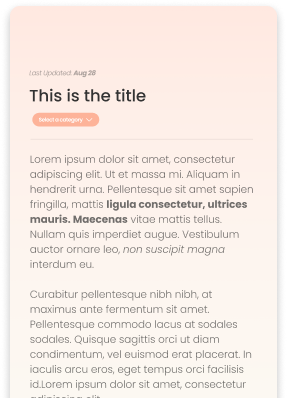 Last Updated: Aug 28
This is the title
Select a category
Lorem ipsum dolor sit amet, consectetur
adipiscing elit. Ut et massa mi. Aliquam in
hendrerit urna. Pellentesque sit amet sapien
fringilla, mattis ligula consectetur, ultrices
mauris. Maecenas vitae mattis tellus.
Nullam quis imperdiet augue. Vestibulum
auctor ornare leo, non suscipit magna
interdum eu.
Curabitur pellentesque nibh nibh, at
maximus ante fermentum sit amet.
Pellentesque commodo lacus at sodales
sodales. Quisque sagittis orci ut diam
condimentum, vel euismod erat placerat. In
iaculis arcu eros, eget tempus orci facilisis
id.Lorem ipsum dolor sit amet, consectetur
adipiscing elit.